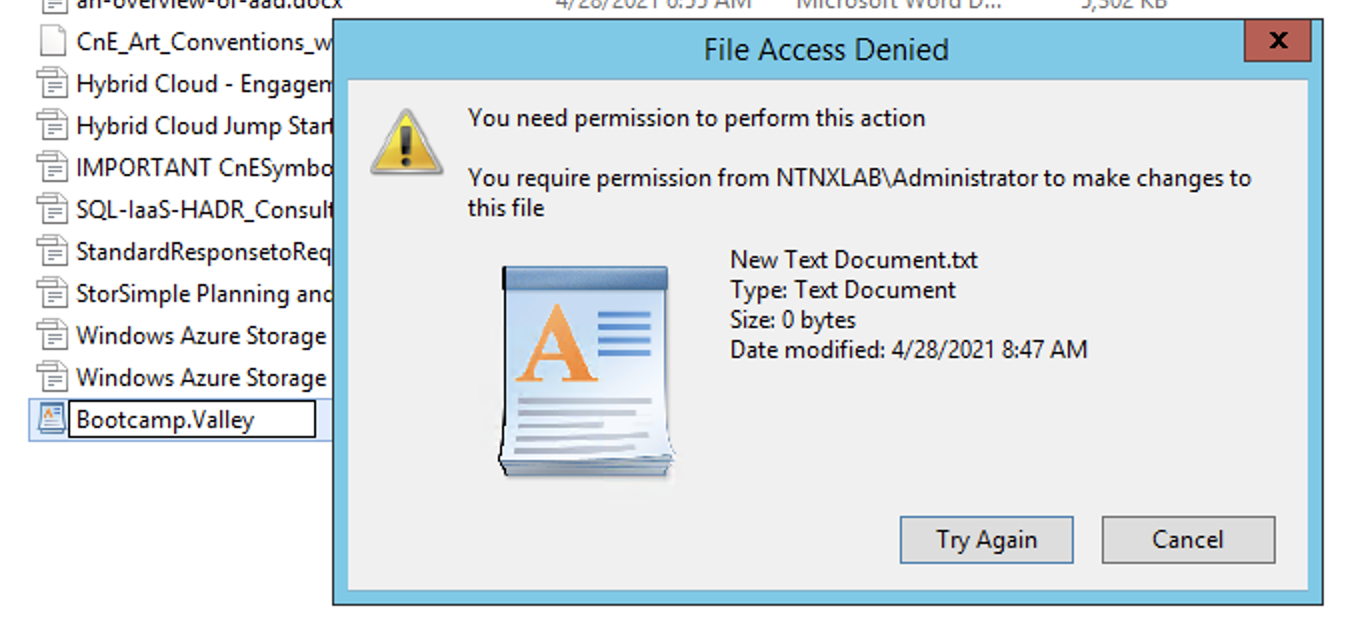 an-overview-of-aad.docx 4/28/2021 6:55 AM Microsoft Word D... 5,302 KB
CnE_Art_Conventions_w
Hybrid Cloud - Engagem
Hybrid Cloud Jump Start
IMPORTANT CnESymbo
SQL-IaaS-HADR_Consult
StandardResponsetoReq
StorSimple Planning and
Windows Azure Storage
Windows Azure Storage
Bootcamp.Valley
File Access Denied
X
You need permission to perform this action
You require permission from NTNXLAB\Administrator to make changes to
this file
A
New Text Document.txt
Type: Text Document
Size: 0 bytes
Date modified: 4/28/2021 8:47 AM
Try Again
Cancel